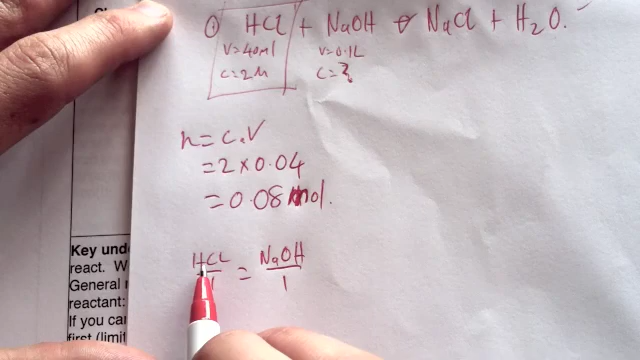 ① HCl + NaOH → NaCl + H₂O.
V=40ml V=0.1L
C=2M C=?
n=C.V
=2×0.04
=0.08mol.
HCL = NaOH
1 1
Key und
react. W
General r
reactant:
If you can
first (limit